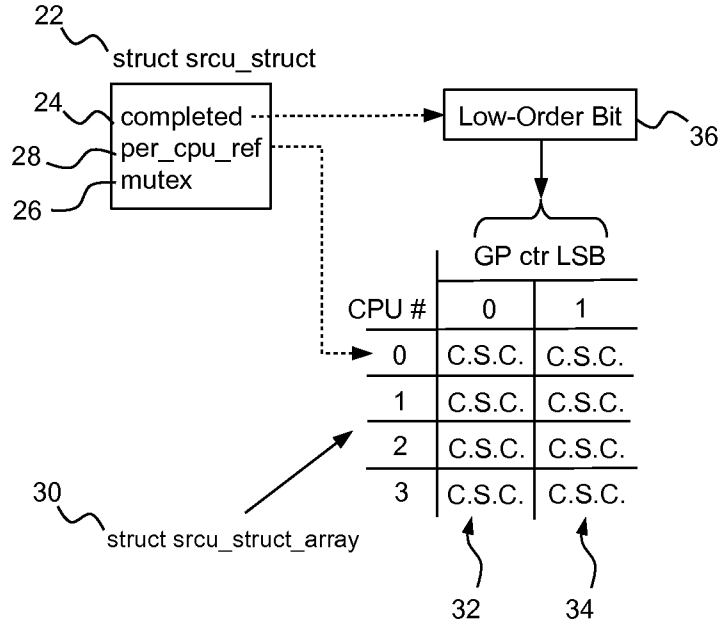 22
struct srcu_struct
24
completed
Low-Order Bit
36
28
per_cpu_ref
26
mutex
GP ctr LSB
CPU # 0 1
0 C.S.C. C.S.C.
1 C.S.C. C.S.C.
2 C.S.C. C.S.C.
3 C.S.C. C.S.C.
30
struct srcu_struct_array
32
34